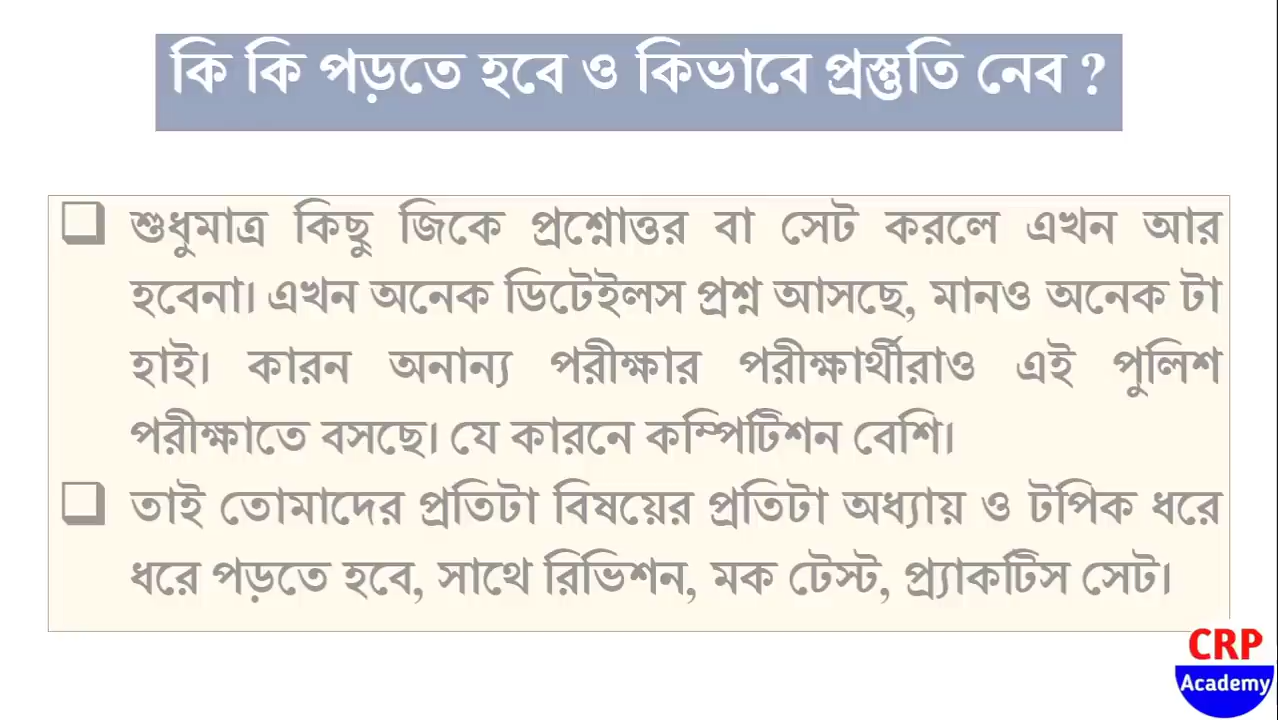 কি কি পড়তে হবে ও কিভাবে প্রস্তুতি নেব ?
শুধুমাত্র কিছু জিকে প্রশ্নোত্তর বা সেট করলে এখন আর
হবেনা। এখন অনেক ডিটেইলস প্রশ্ন আসছে, মানও অনেক টা
হাই। কারন অনান্য পরীক্ষার পরীক্ষার্থীরাও এই পুলিশ
পরীক্ষাতে বসছে। যে কারনে কম্পিটিশন বেশি।
তাই তোমাদের প্রতিটা বিষয়ের প্রতিটা অধ্যায় ও টপিক ধরে
ধরে পড়তে হবে, সাথে রিভিশন, মক টেস্ট, প্র্যাকটিস সেট।
CRP
Academy